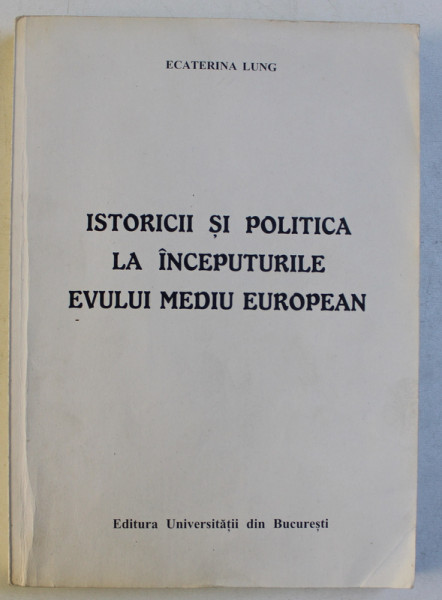 ECATERINA LUNG
ISTORICII ȘI POLITICA
LA ÎNCEPUTURILE
EVULUI MEDIU EUROPEAN
Editura Universității din București